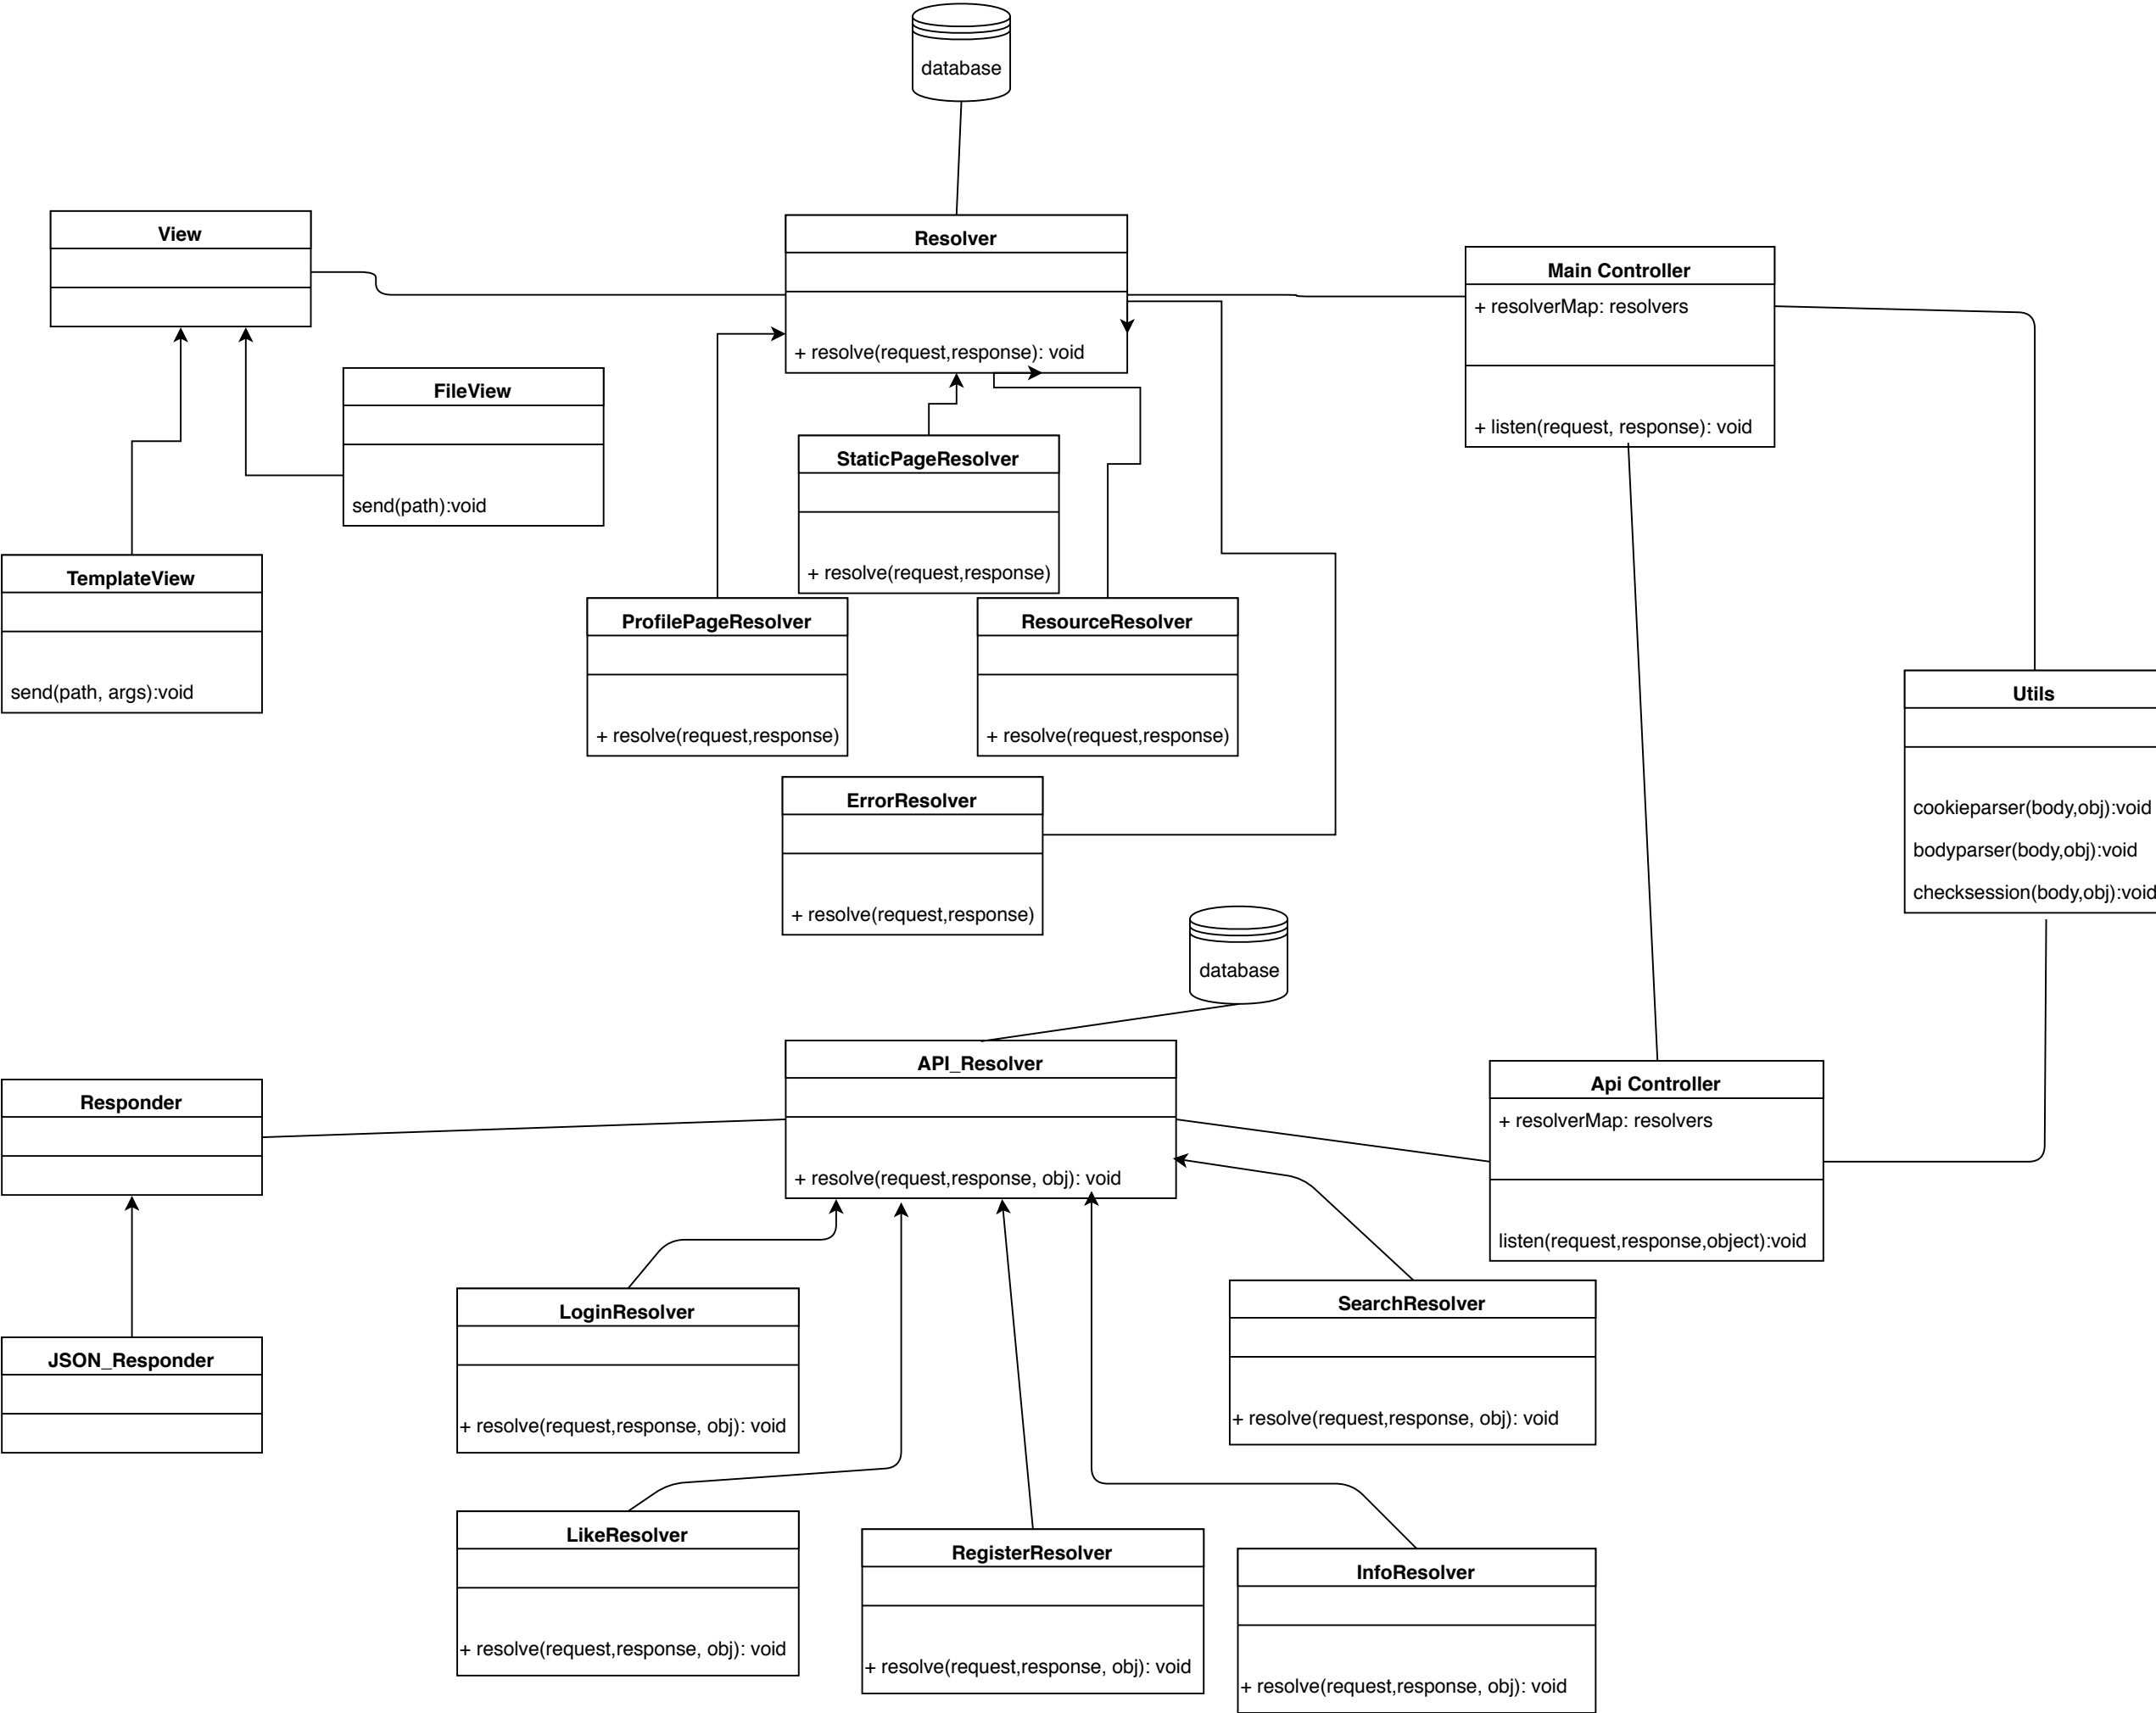 database
View
Resolver
+ resolve(request,response): void
Main Controller
+ resolverMap: resolvers
+ listen(request, response): void
FileView
send(path):void
StaticPageResolver
+ resolve(request,response)
TemplateView
send(path, args):void
ProfilePageResolver
+ resolve(request,response)
ResourceResolver
+ resolve(request,response)
Utils
cookieparser(body,obj):void
bodyparser(body,obj):void
checksession(body,obj):void
ErrorResolver
+ resolve(request,response)
database
API_Resolver
+ resolve(request,response, obj): void
Responder
Api Controller
+ resolverMap: resolvers
listen(request,response,object):void
JSON_Responder
LoginResolver
+ resolve(request,response, obj): void
SearchResolver
+ resolve(request,response, obj): void
LikeResolver
+ resolve(request,response, obj): void
RegisterResolver
+ resolve(request,response, obj): void
InfoResolver
+ resolve(request,response, obj): void